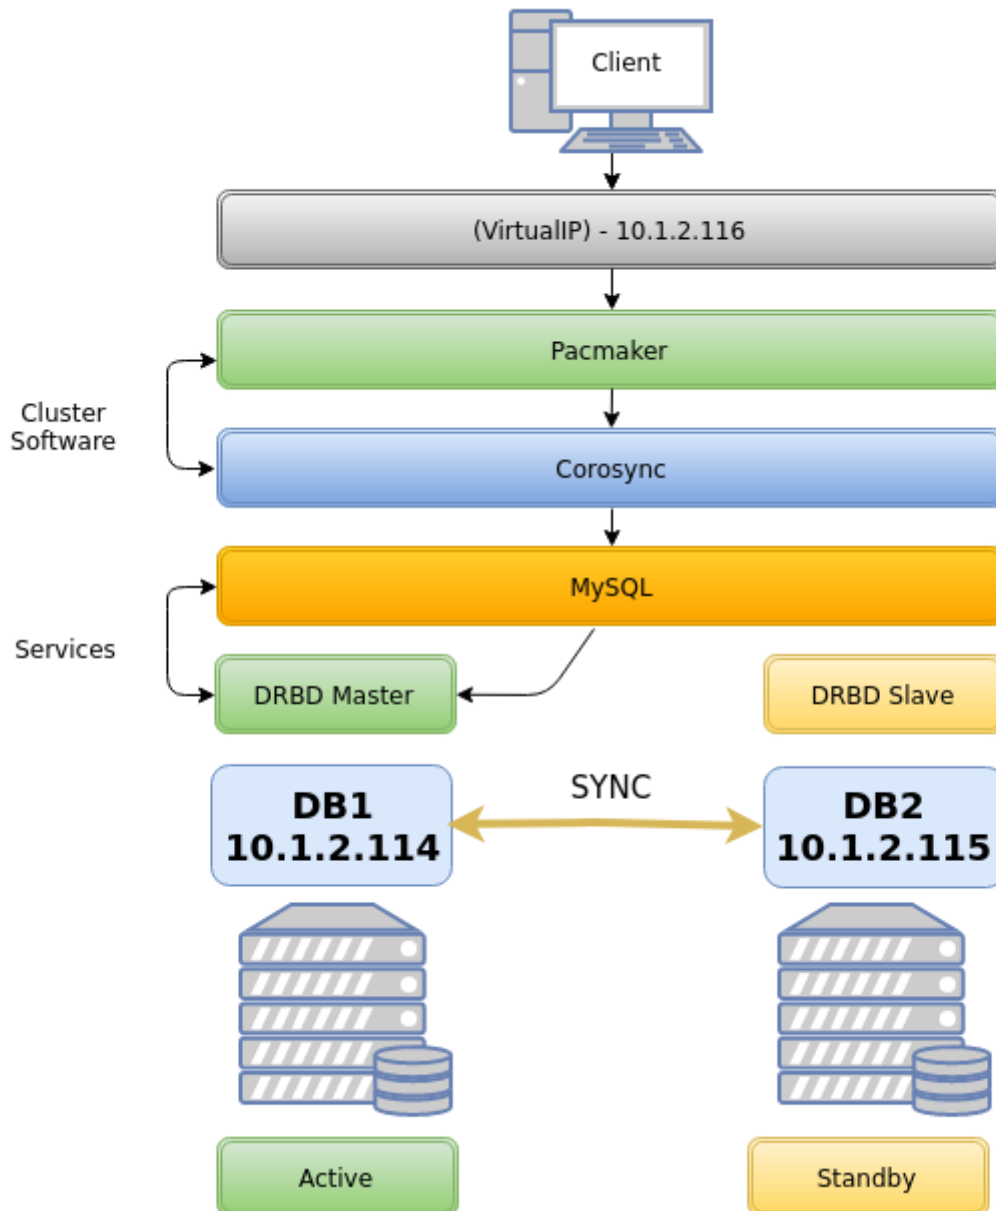 Client
(VirtualIP) - 10.1.2.116
Pacmaker
Cluster
Software
Corosync
MySQL
Services
DRBD Master
DRBD Slave
SYNC
DB1
10.1.2.114
DB2
10.1.2.115
Active
Standby